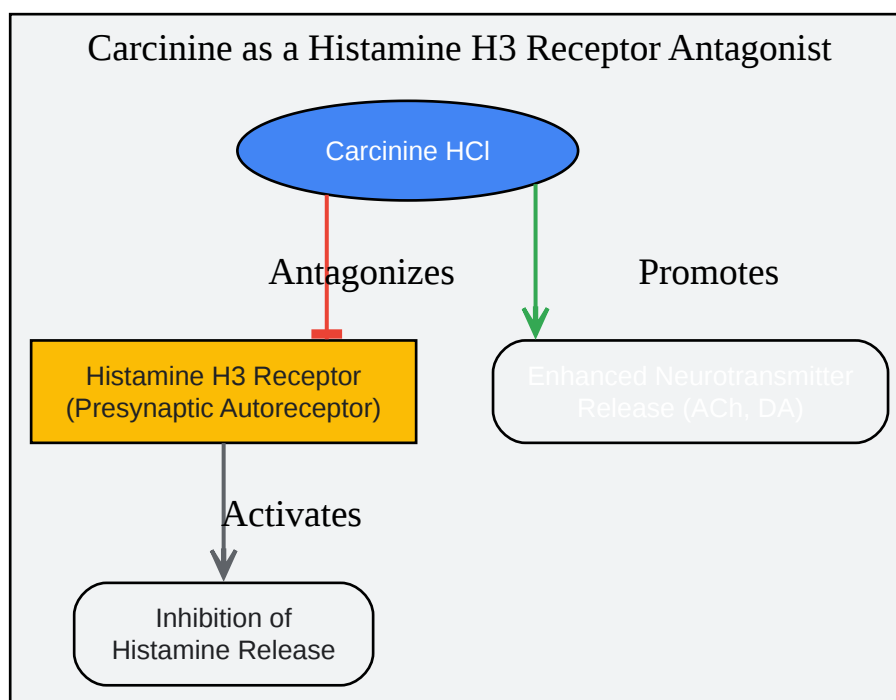 Carcinine as a Histamine H3 Receptor Antagonist
Carcinine HCl
Antagonizes
Promotes
Histamine H3 Receptor
(Presynaptic Autoreceptor)
Enhanced Neurotransmitter
Release (ACh, DA)
Activates
Inhibition of
Histamine Release